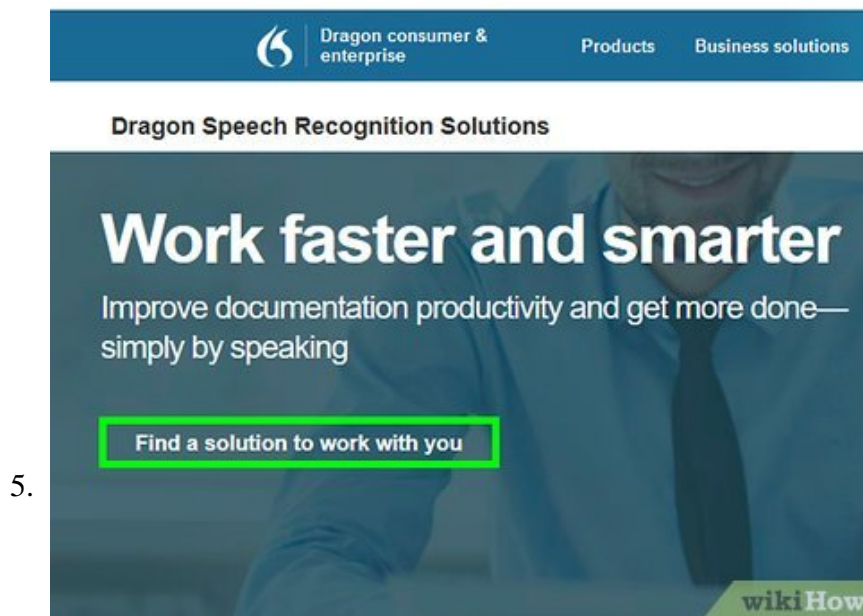 Dragon consumer &
enterprise
Products
Business solutions
Dragon Speech Recognition Solutions
Work faster and smarter
Improve documentation productivity and get more done—
simply by speaking
Find a solution to work with you
5.
wikiHow